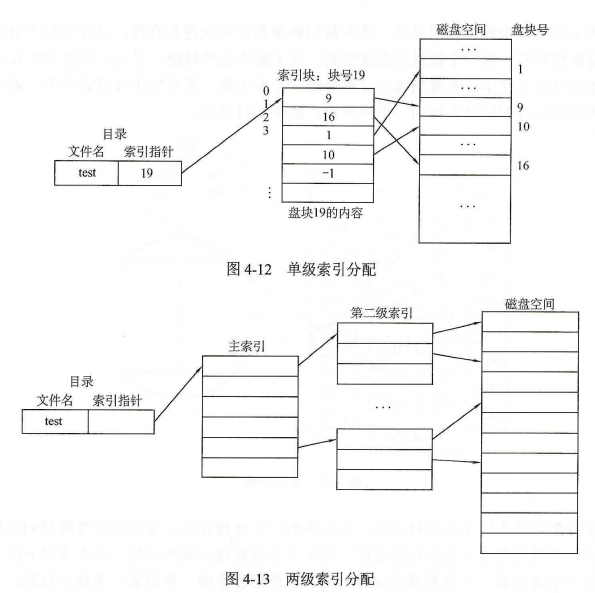 磁盘空间 盘块号
... 1
索引块：块号19
0 9
1 16 9
2 1 10
3 10 ...
-1 16
⋮
...
盘块19的内容
目录
文件名 索引指针
test 19
图 4-12 单级索引分配
磁盘空间
第二级索引
主索引
...
目录
文件名 索引指针
test
图 4-13 两级索引分配